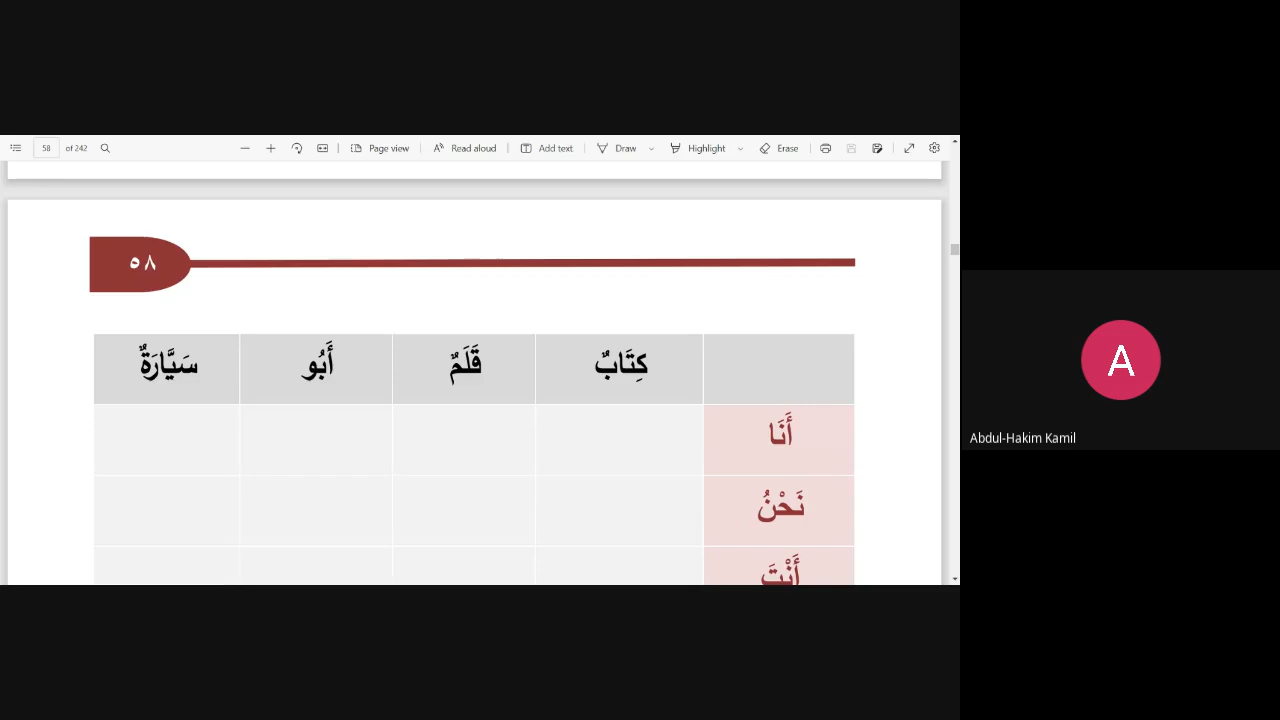 58 of 242 Page view Read aloud Add text Draw Highlight Erase
٥٨
كِتَابٌ قَلَمٌ أَبُو سَيَّارَةٌ
أَنَا
نَحْنُ
أَنْتَ
A
Abdul-Hakim Kamil